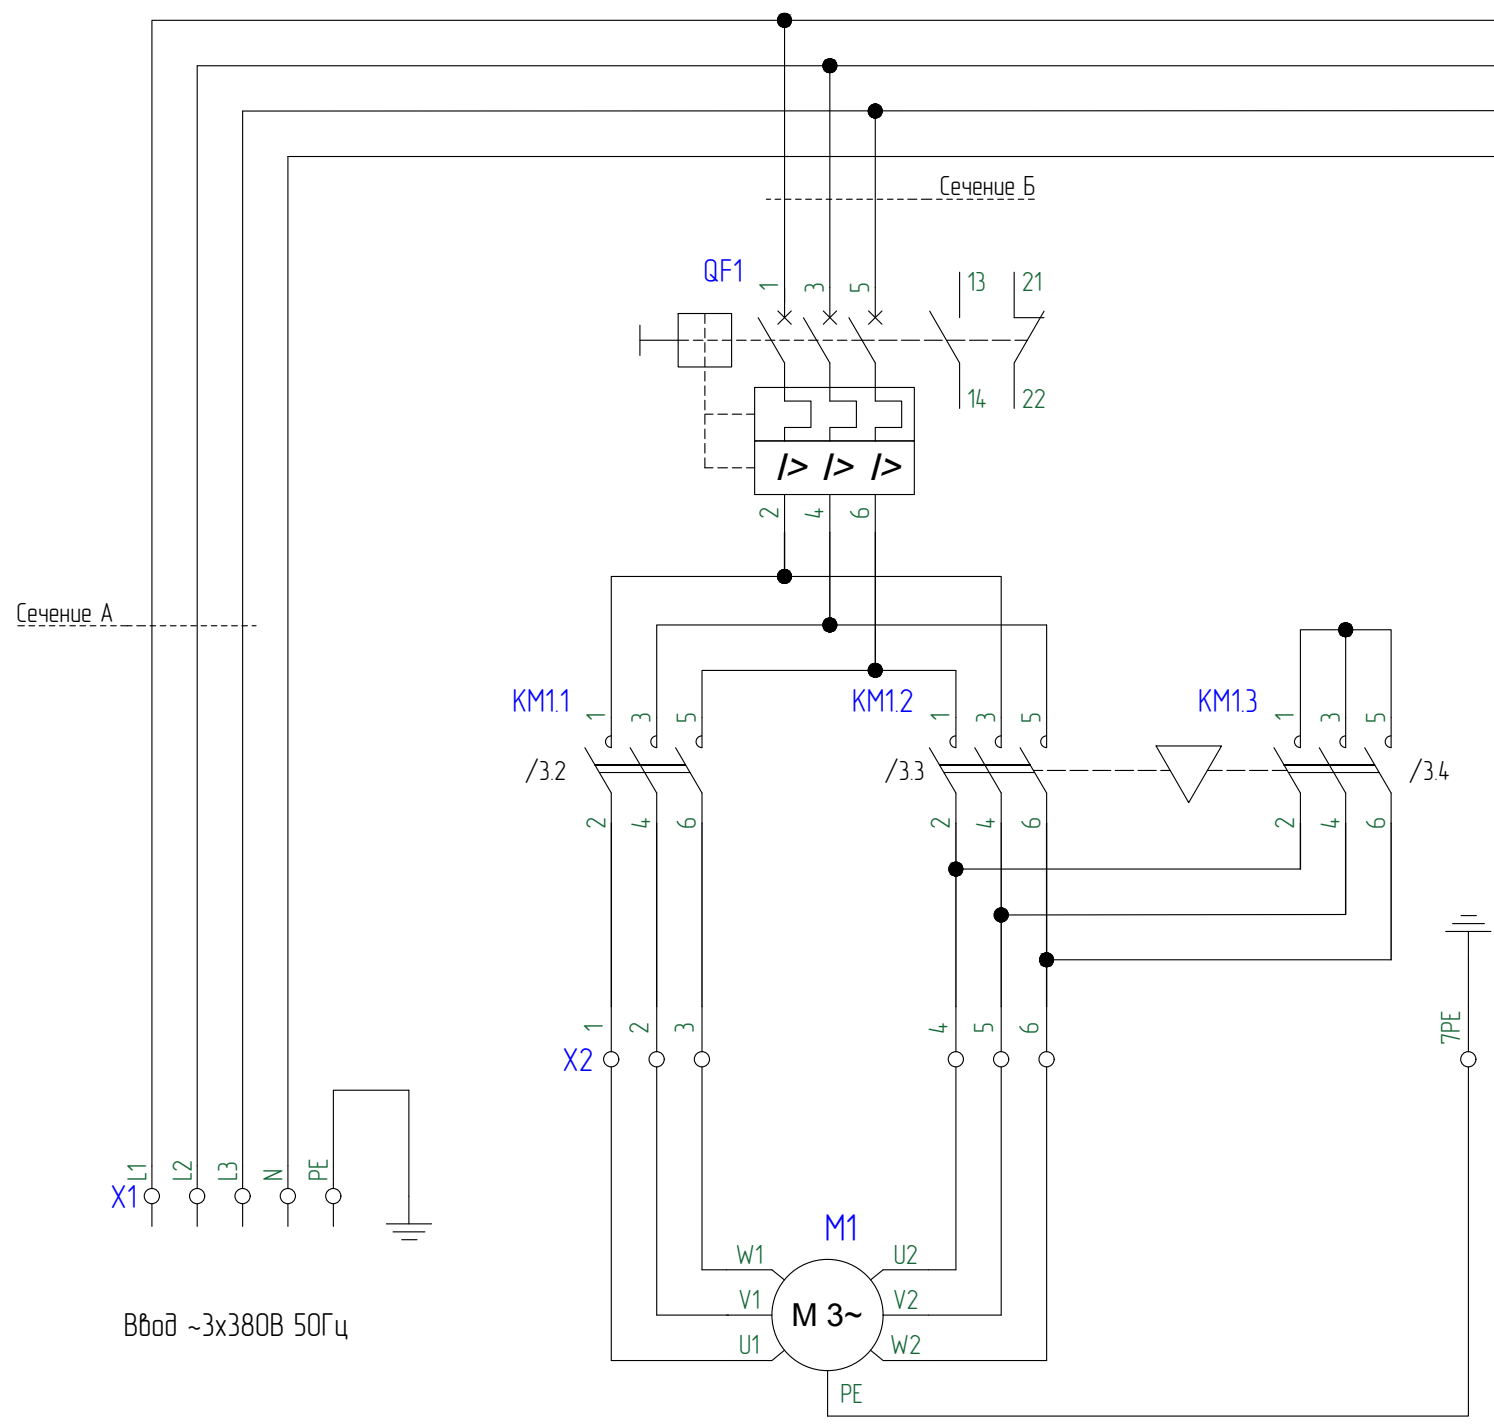 Сечение Б
QF1
1 3 5 13 21
14 22
I> I> I>
2 4 6
Сечение А
KM1.1 1 3 5 KM1.2 1 3 5 KM1.3 1 3 5
/3.2 /3.3 /3.4
2 4 6 2 4 6 2 4 6
X2 1 2 3 4 5 6 7PE
X1 L1 L2 L3 N PE
M1
W1 U2
V1 M 3~ V2
U1 W2
PE
Ввод ~3x380В 50Гц